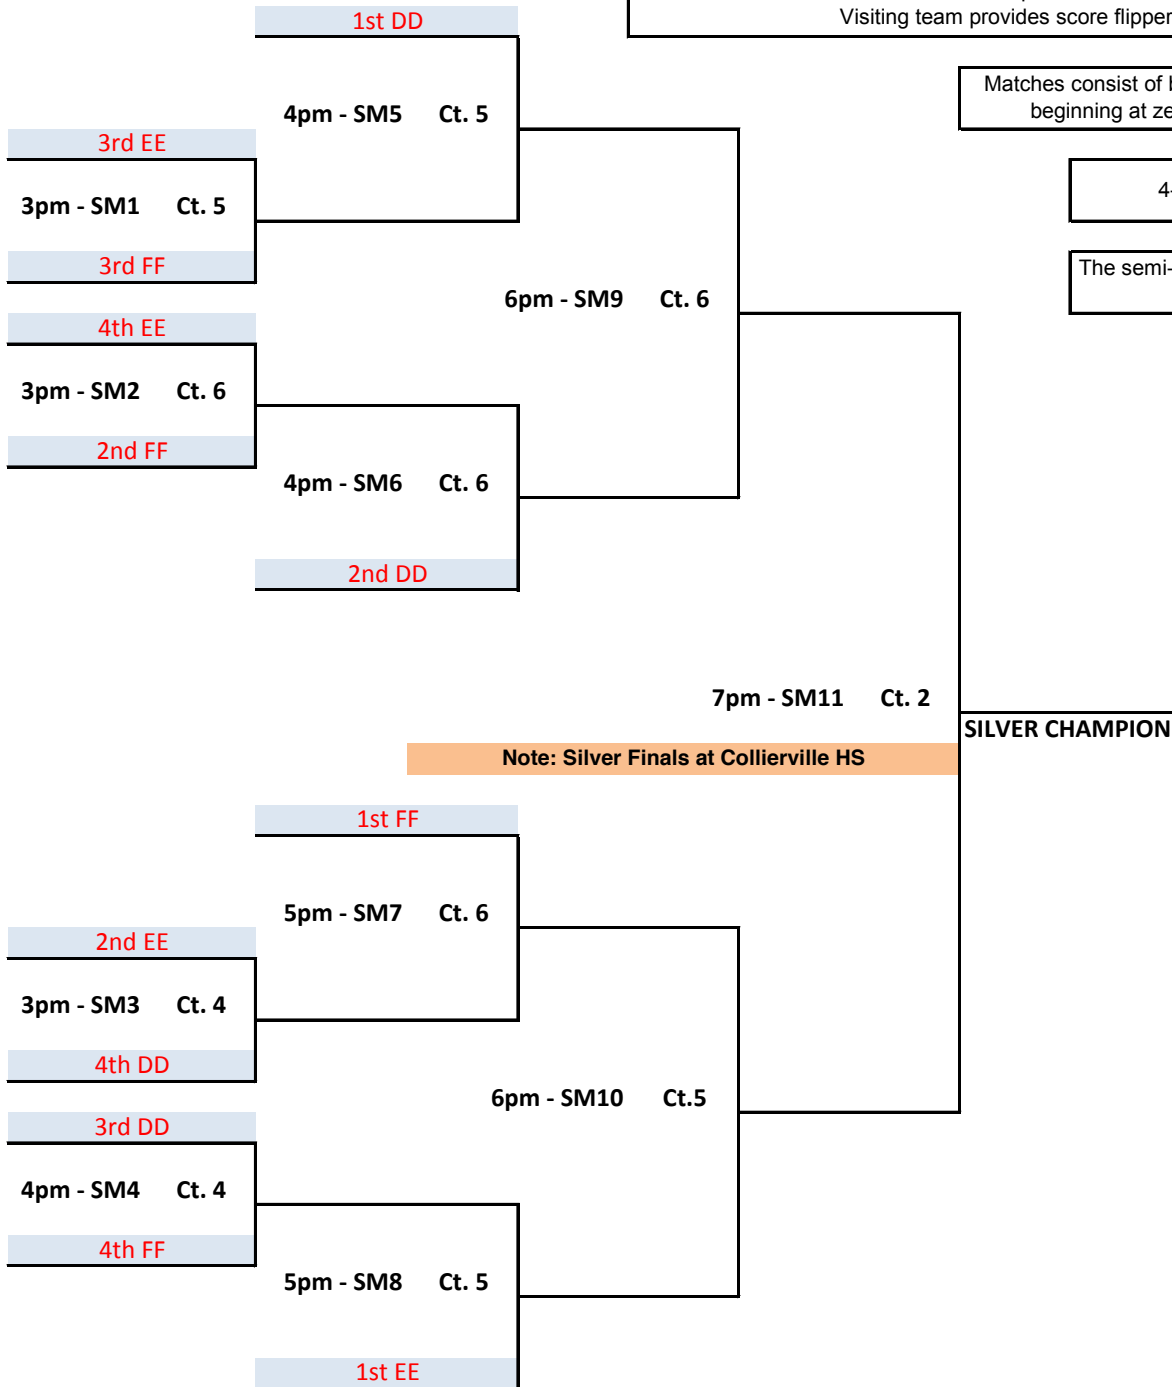 Visiting team provides score flipper
1st DD
Matches consist of
beginning at
4pm - SM5 Ct. 5
3rd EE
3pm - SM1 Ct. 5
3rd FF
The semi-
6pm - SM9 Ct. 6
4th EE
3pm - SM2 Ct. 6
2nd FF
4pm - SM6 Ct. 6
2nd DD
7pm - SM11 Ct. 2
SILVER CHAMPION
Note: Silver Finals at Collierville HS
1st FF
5pm - SM7 Ct. 6
2nd EE
3pm - SM3 Ct. 4
4th DD
6pm - SM10 Ct.5
3rd DD
4pm - SM4 Ct. 4
4th FF
5pm - SM8 Ct. 5
1st EE